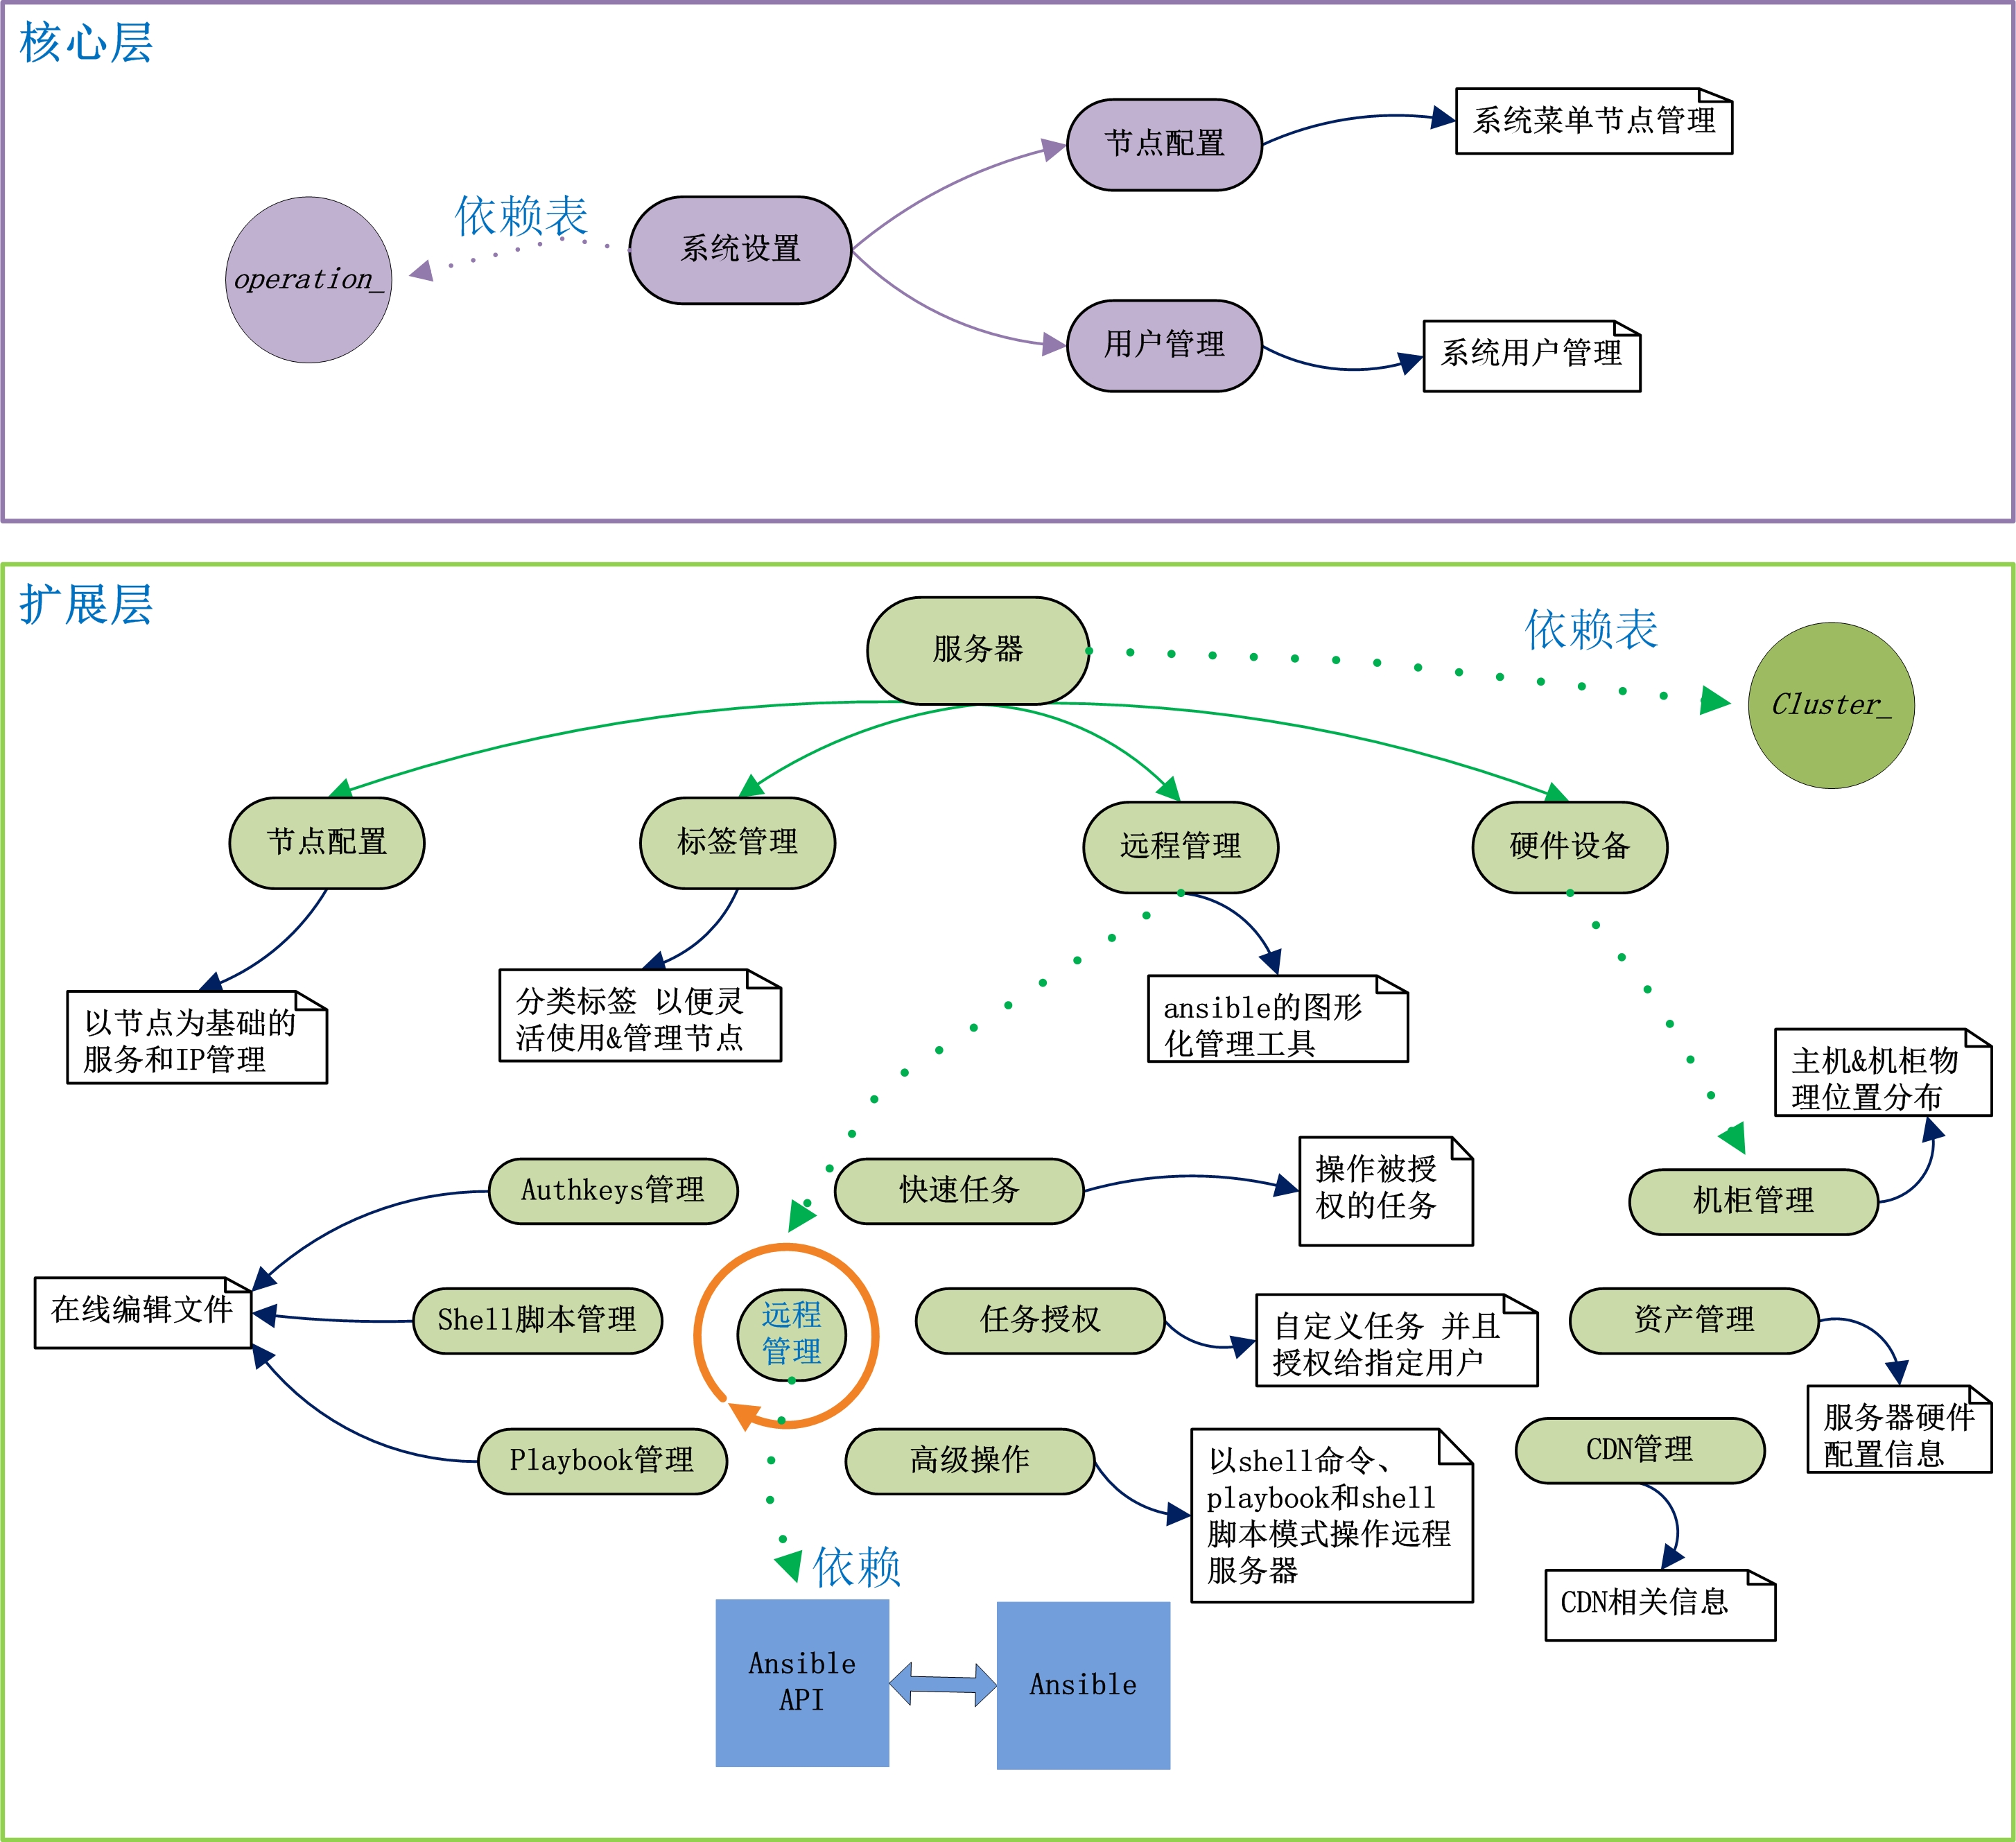 核心层
节点配置
系统菜单节点管理
依赖表
系统设置
operation_
用户管理
系统用户管理
扩展层
服务器
依赖表
Cluster_
节点配置
标签管理
远程管理
硬件设备
以节点为基础的
服务和IP管理
分类标签 以便灵
活使用&管理节点
ansible的图形
化管理工具
主机&机柜物
理位置分布
Authkeys管理
快速任务
操作被授
权的任务
机柜管理
在线编辑文件
Shell脚本管理
远程
管理
任务授权
自定义任务 并且
授权给指定用户
资产管理
服务器硬件
配置信息
Playbook管理
高级操作
以shell命令、
playbook和shell
脚本模式操作远程
服务器
CDN管理
CDN相关信息
依赖
Ansible
API
Ansible